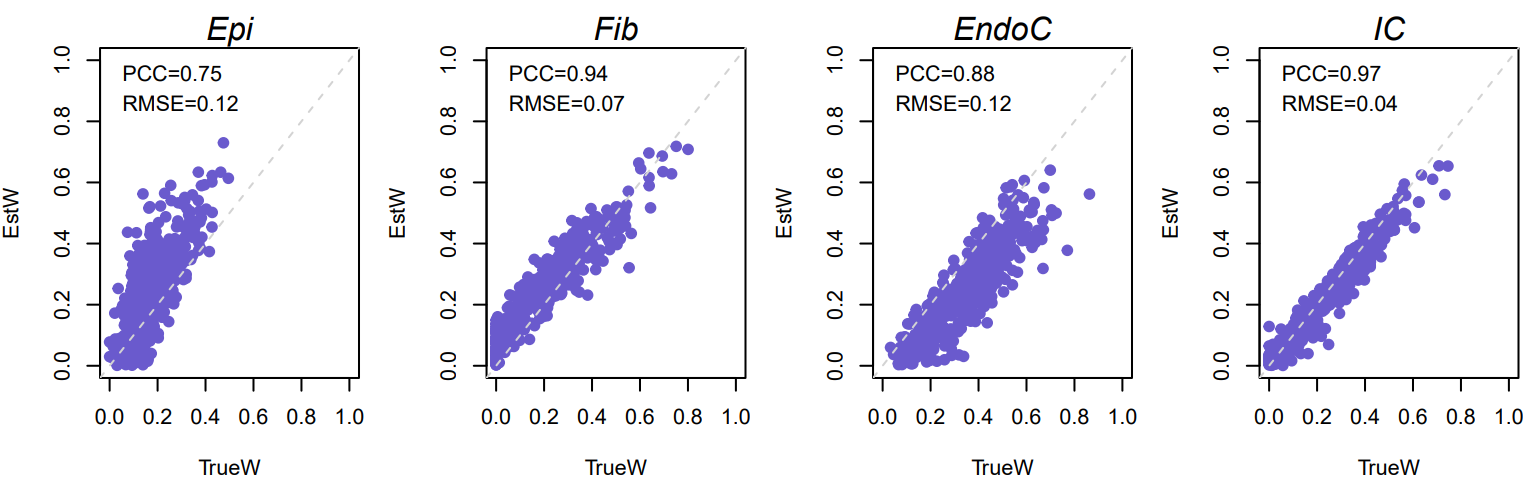 Epi
PCC=0.75
RMSE=0.12
EstW
0.0 0.2 0.4 0.6 0.8 1.0
0.0 0.2 0.4 0.6 0.8 1.0
TrueW
Fib
PCC=0.94
RMSE=0.07
EstW
0.0 0.2 0.4 0.6 0.8 1.0
0.0 0.2 0.4 0.6 0.8 1.0
TrueW
EndoC
PCC=0.88
RMSE=0.12
EstW
0.0 0.2 0.4 0.6 0.8 1.0
0.0 0.2 0.4 0.6 0.8 1.0
TrueW
IC
PCC=0.97
RMSE=0.04
EstW
0.0 0.2 0.4 0.6 0.8 1.0
0.0 0.2 0.4 0.6 0.8 1.0
TrueW